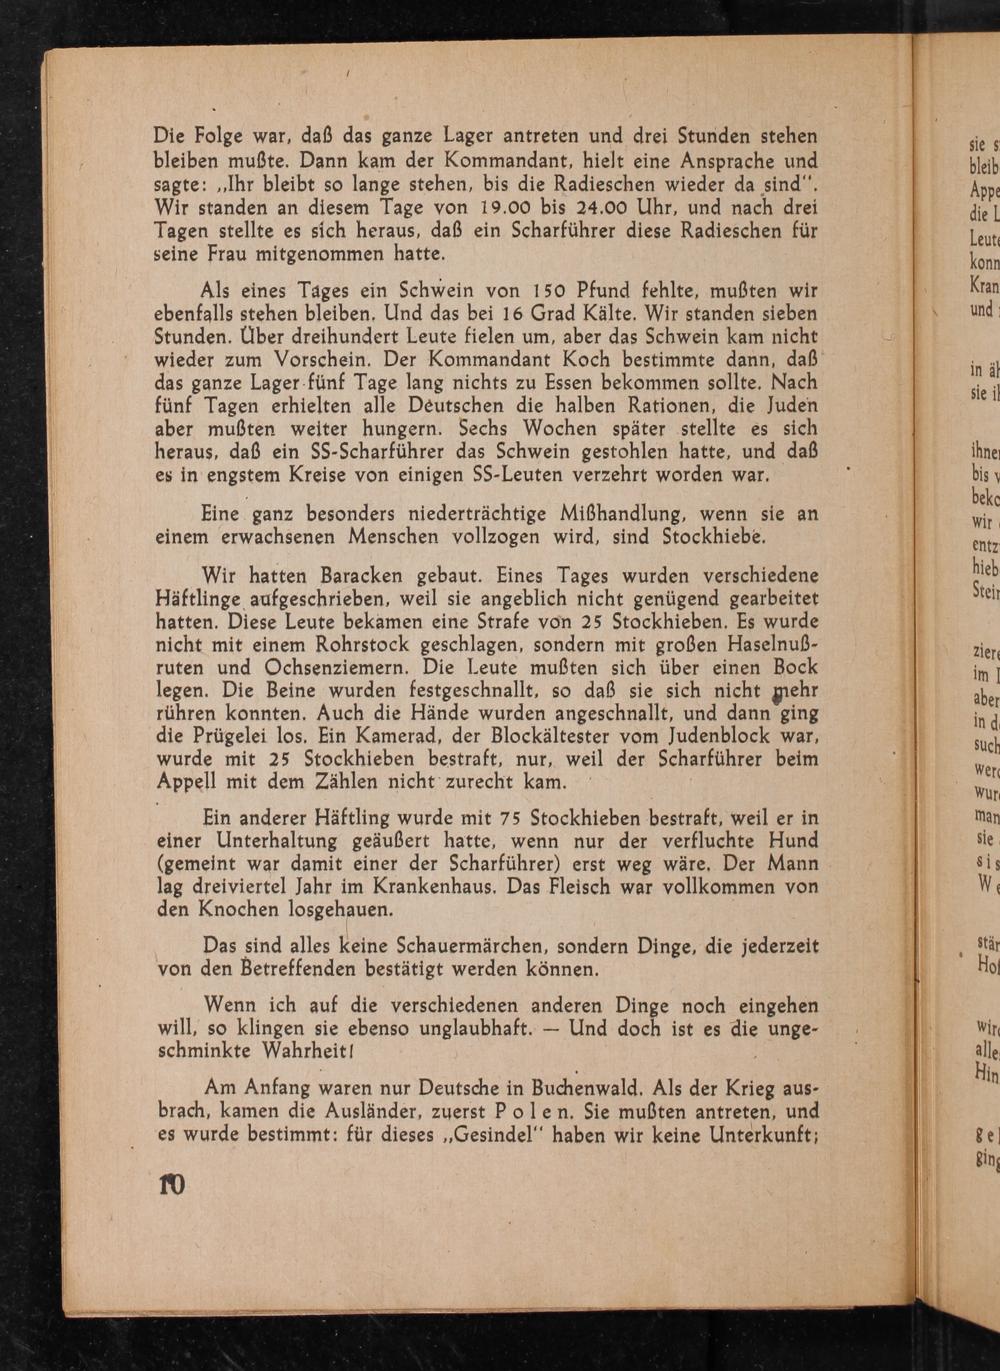 Die Folge war, daß das ganze Lager antreten und drei Stunden stehen
bleiben mußte. Dann kam der Kommandant, hielt eine Ansprache und
sagte: ,,Ihr bleibt so lange stehen, bis die Radieschen wieder da sind“.
Wir standen an diesem Tage von 19.00 bis 24.00 Uhr, und nach drei
Tagen stellte es sich heraus, daß ein Scharführer diese Radieschen für
seine Frau mitgenommen hatte.
Als eines Tages ein Schwein von 150 Pfund fehlte, mußten wir
ebenfalls stehen bleiben. Und das bei 16 Grad Kälte. Wir standen sieben
Stunden. Über dreihundert Leute fielen um, aber das Schwein kam nicht
wieder zum Vorschein. Der Kommandant Koch bestimmte dann, daß
das ganze Lager fünf Tage lang nichts zu Essen bekommen sollte. Nach
fünf Tagen erhielten alle Deutschen die halben Rationen, die Juden
aber mußten weiter hungern. Sechs Wochen später stellte es sich
heraus, daß ein SS-Scharführer das Schwein gestohlen hatte, und daß
es in engstem Kreise von einigen SS-Leuten verzehrt worden war.
Eine ganz besonders niederträchtige Mißhandlung, wenn sie an
einem erwachsenen Menschen vollzogen wird, sind Stockhiebe.
Wir hatten Baracken gebaut. Eines Tages wurden verschiedene
Häftlinge aufgeschrieben, weil sie angeblich nicht genügend gearbeitet
hatten. Diese Leute bekamen eine Strafe von 25 Stockhieben. Es wurde
nicht mit einem Rohrstock geschlagen, sondern mit großen Haselnuß-
ruten und Ochsenziemern. Die Leute mußten sich über einen Bock
legen. Die Beine wurden festgeschnallt, so daß sie sich nicht mehr
rühren konnten. Auch die Hände wurden angeschnallt, und dann ging
die Prügelei los. Ein Kamerad, der Blockältester vom Judenblock war,
wurde mit 25 Stockhieben bestraft, nur, weil der Scharführer beim
Appell mit dem Zählen nicht zurecht kam.
Ein anderer Häftling wurde mit 75 Stockhieben bestraft, weil er in
einer Unterhaltung geäußert hatte, wenn nur der verfluchte Hund
(gemeint war damit einer der Scharführer) erst weg wäre. Der Mann
lag dreiviertel Jahr im Krankenhaus. Das Fleisch war vollkommen von
den Knochen losgehauen.
Das sind alles keine Schauermärchen, sondern Dinge, die jederzeit
von den Betreffenden bestätigt werden können.
Wenn ich auf die verschiedenen anderen Dinge noch eingehen
will, so klingen sie ebenso unglaubhaft. — Und doch ist es die unge-
schminkte Wahrheit!
Am Anfang waren nur Deutsche in Buchenwald. Als der Krieg aus-
brach, kamen die Ausländer, zuerst Polen. Sie mußten antreten, und
es wurde bestimmt: für dieses ,,Gesindel“ haben wir keine Unterkunft;
10